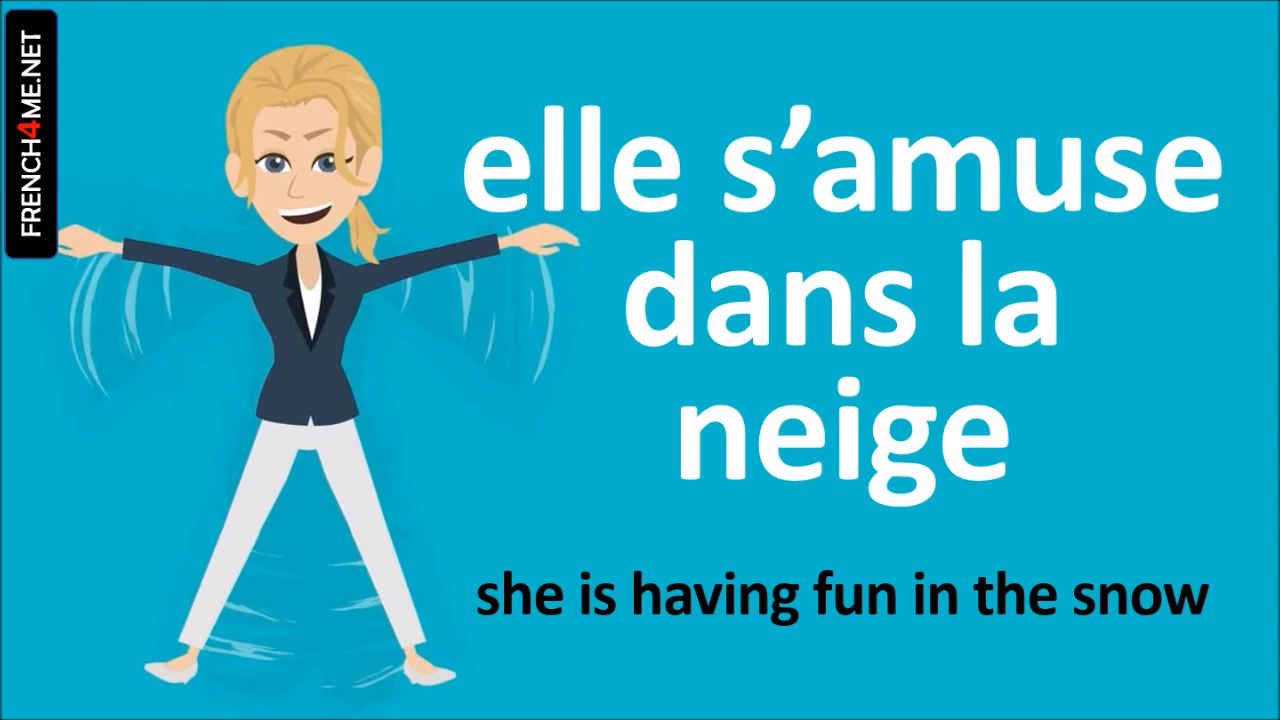 FRENCH4ME.NET
elle s’amuse
dans la
neige
she is having fun in the snow